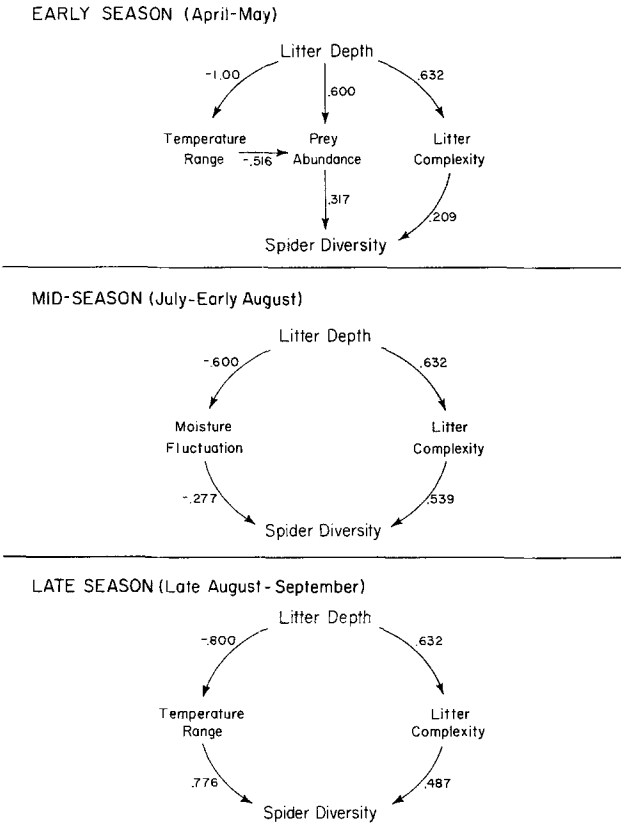 EARLY SEASON (April-May)
Litter Depth
-1.00
.600
.632
Temperature Range
-.516
Prey Abundance
Litter Complexity
.317
.209
Spider Diversity
MID-SEASON (July-Early August)
Litter Depth
-.600
.632
Moisture Fluctuation
Litter Complexity
-.277
.539
Spider Diversity
LATE SEASON (Late August-September)
Litter Depth
-.800
.632
Temperature Range
Litter Complexity
.776
.487
Spider Diversity